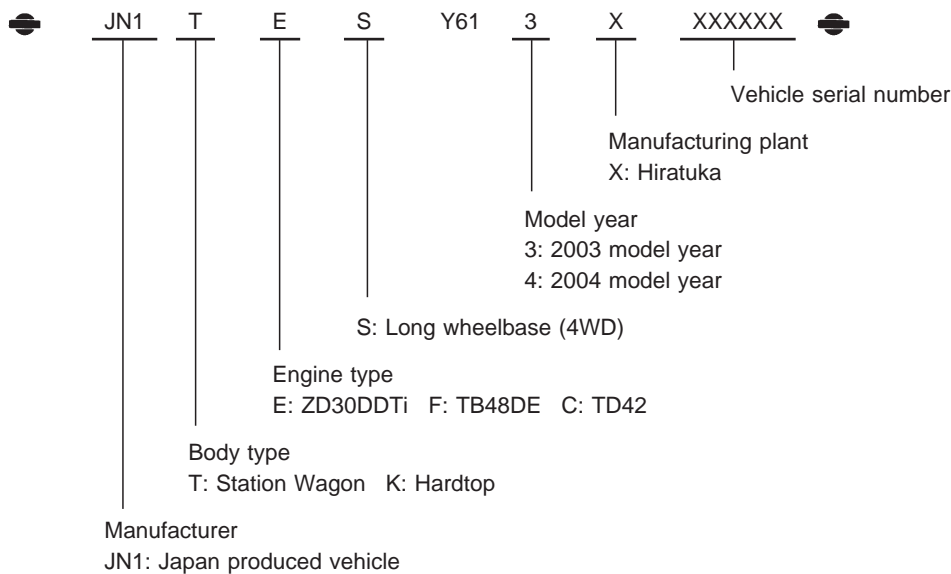 JN1 T E S Y61 3 X XXXXXX
Vehicle serial number
Manufacturing plant
X: Hiratuka
Model year
3: 2003 model year
4: 2004 model year
S: Long wheelbase (4WD)
Engine type
E: ZD30DDTi F: TB48DE C: TD42
Body type
T: Station Wagon K: Hardtop
Manufacturer
JN1: Japan produced vehicle